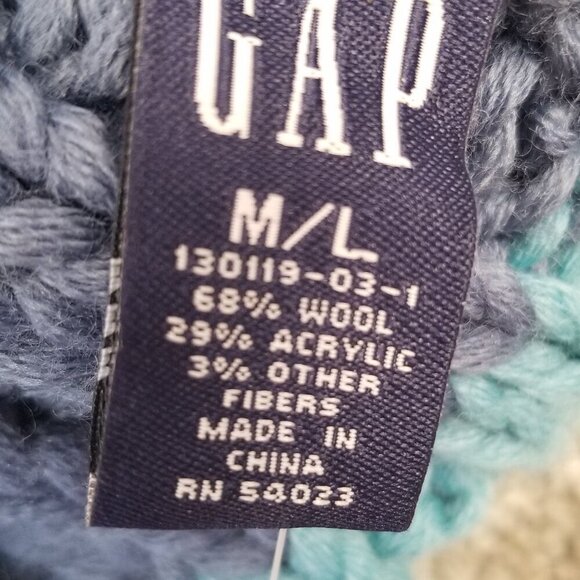 GAP
M/L
130119-03-1
68% WOOL
29% ACRYLIC
3% OTHER
FIBERS
MADE IN
CHINA
RN 54023